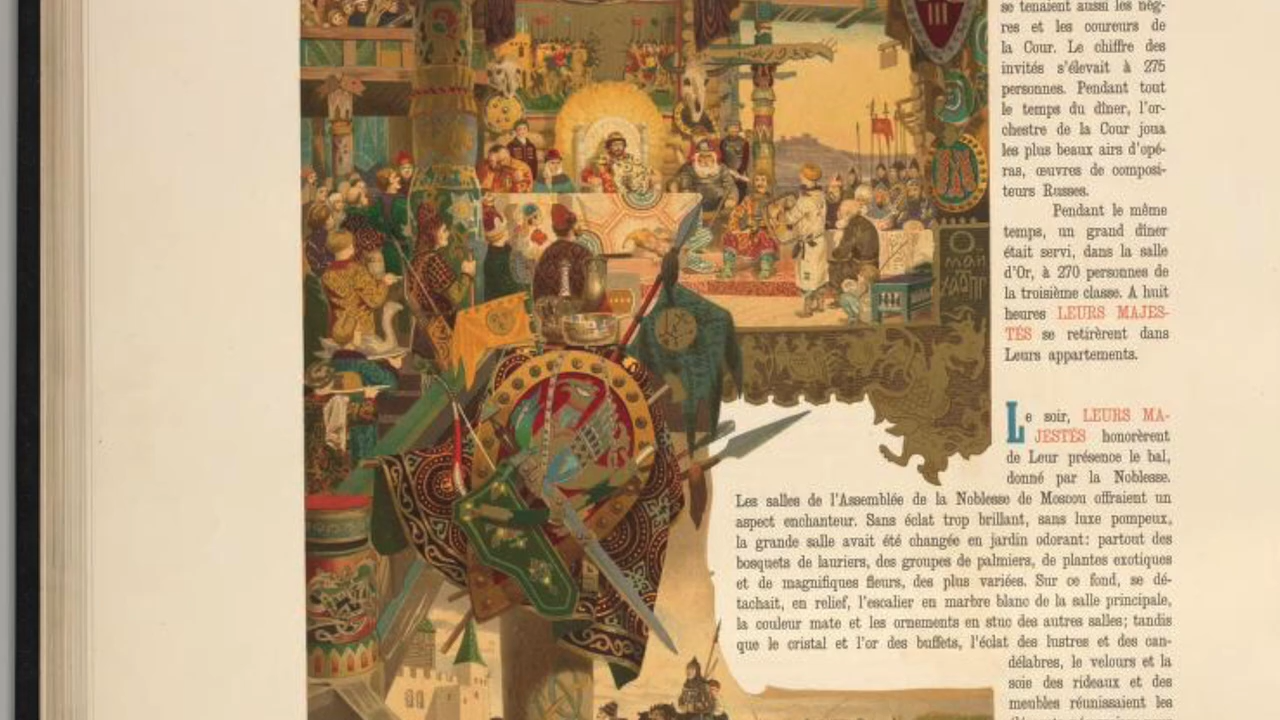 se tenaient aussi les nèg-
res et les coureurs de
la Cour. Le chiffre des
invités s'élevait à 275
personnes. Pendant tout
le temps du dîner, l'or-
chestre de la Cour joua
les plus beaux airs d'opé-
ras, œuvres de composi-
teurs Russes.
Pendant le même
temps, un grand dîner
était servi, dans la salle
d'Or, à 270 personnes de
la troisième classe. A huit
heures LEURS MAJES-
TÉS se retirèrent dans
Leurs appartements.
Le soir, LEURS MA-
JESTÉS honorèrent
de Leur présence le bal,
donné par la Noblesse.
Les salles de l'Assemblée de la Noblesse de Moscou offraient un
aspect enchanteur. Sans éclat trop brillant, sans luxe pompeux,
la grande salle avait été changée en jardin odorant: partout des
bosquets de lauriers, des groupes de palmiers, de plantes exotiques
et de magnifiques fleurs, des plus variées. Sur ce fond, se dé-
tachait, en relief, l'escalier en marbre blanc de la salle principale,
la couleur mate et les ornements en stuc des autres salles; tandis
que le cristal et l'or des buffets, l'éclat des lustres et des can-
délabres, le velours et la
soie des rideaux et des
meubles réunissaient les
III